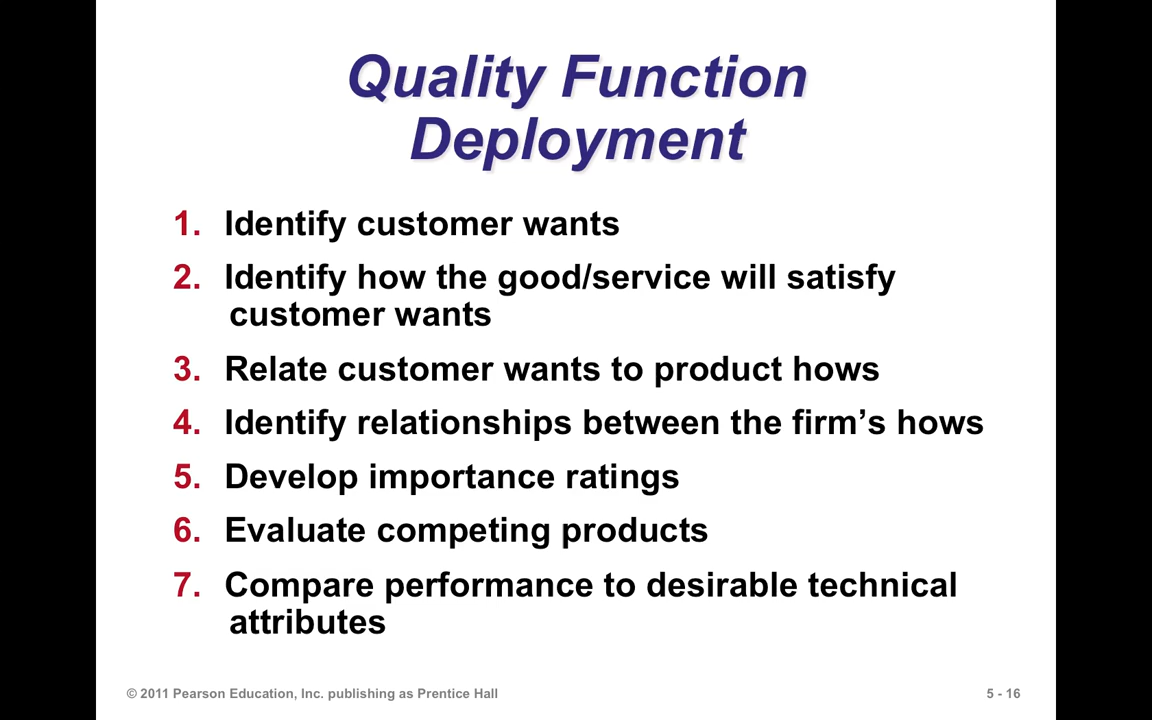 Quality Function
Deployment
1. Identify customer wants
2. Identify how the good/service will satisfy
customer wants
3. Relate customer wants to product hows
4. Identify relationships between the firm’s hows
5. Develop importance ratings
6. Evaluate competing products
7. Compare performance to desirable technical
attributes
© 2011 Pearson Education, Inc. publishing as Prentice Hall
5 - 16